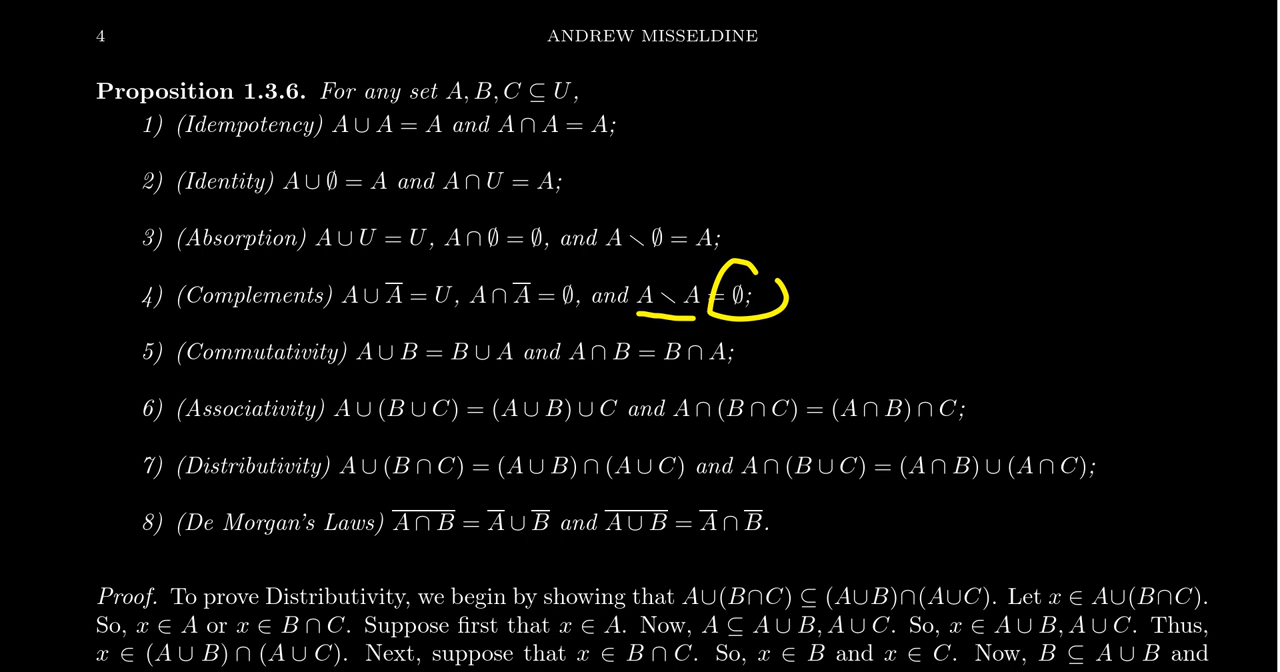 4 ANDREW MISSELDINE
Proposition 1.3.6. For any set A, B, C ⊆ U,
1) (Idempotency) A ∪ A = A and A ∩ A = A;
2) (Identity) A ∪ ∅ = A and A ∩ U = A;
3) (Absorption) A ∪ U = U, A ∩ ∅ = ∅, and A ∖ ∅ = A;
4) (Complements) A ∪ A̅ = U, A ∩ A̅ = ∅, and A ∖ A = ∅;
5) (Commutativity) A ∪ B = B ∪ A and A ∩ B = B ∩ A;
6) (Associativity) A ∪ (B ∪ C) = (A ∪ B) ∪ C and A ∩ (B ∩ C) = (A ∩ B) ∩ C;
7) (Distributivity) A ∪ (B ∩ C) = (A ∪ B) ∩ (A ∪ C) and A ∩ (B ∪ C) = (A ∩ B) ∪ (A ∩ C);
8) (De Morgan's Laws) A̅ ̅∩̅ ̅B̅ = A̅ ∪ B̅ and A̅ ̅∪̅ ̅B̅ = A̅ ∩ B̅.
Proof. To prove Distributivity, we begin by showing that A∪(B∩C) ⊆ (A∪B)∩(A∪C). Let x ∈ A∪(B∩C).
So, x ∈ A or x ∈ B ∩ C. Suppose first that x ∈ A. Now, A ⊆ A ∪ B, A ∪ C. So, x ∈ A ∪ B, A ∪ C. Thus,
x ∈ (A ∪ B) ∩ (A ∪ C). Next, suppose that x ∈ B ∩ C. So, x ∈ B and x ∈ C. Now, B ⊆ A ∪ B and